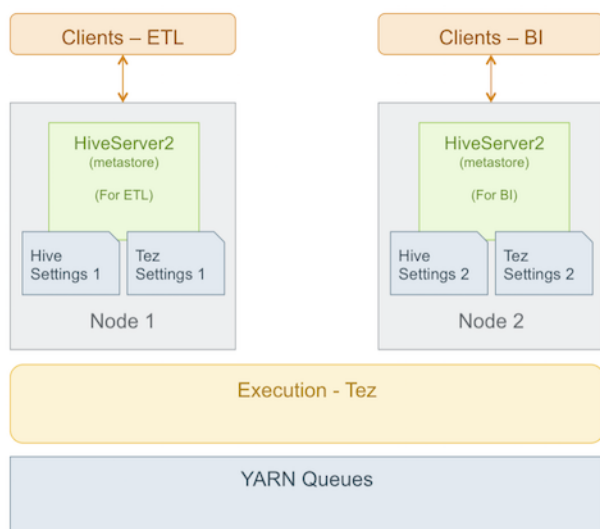 Clients – ETL
Clients – BI
HiveServer2
(metastore)
(For ETL)
Hive
Settings 1
Tez
Settings 1
Node 1
HiveServer2
(metastore)
(For BI)
Hive
Settings 2
Tez
Settings 2
Node 2
Execution - Tez
YARN Queues